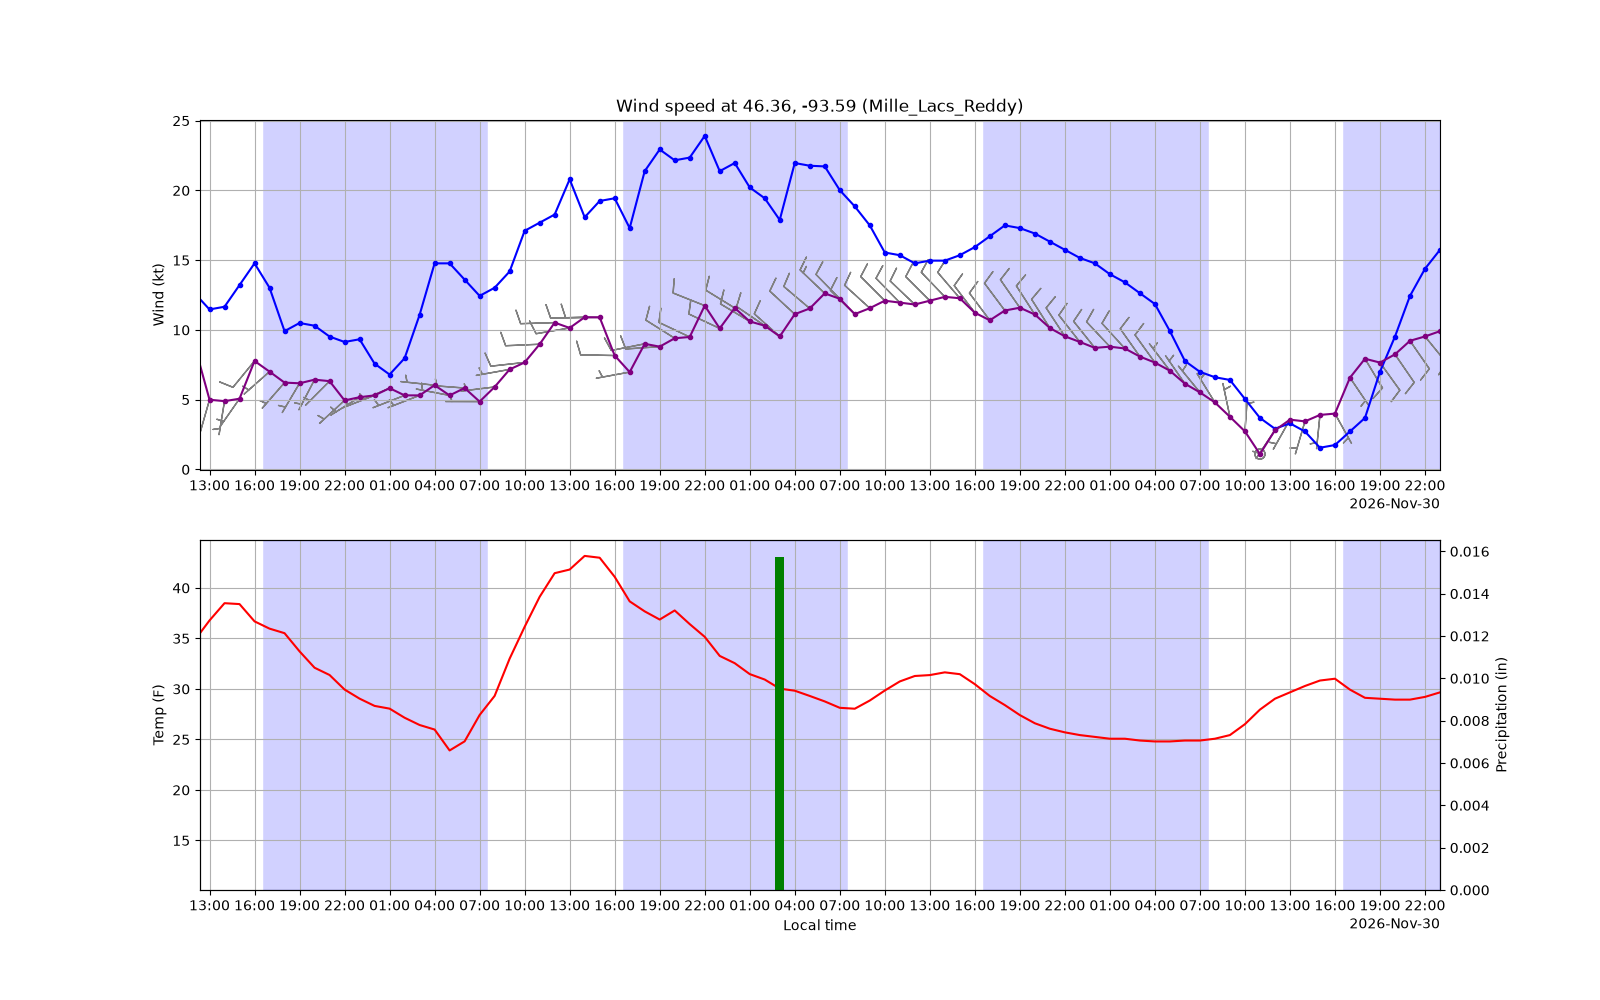 Wind speed at 46.36, -93.59 (Mille_Lacs_Reddy)
25
20
15
10
5
0
Wind (kt)
13:00 16:00 19:00 22:00 01:00 04:00 07:00 10:00 13:00 16:00 19:00 22:00 01:00 04:00 07:00 10:00 13:00 16:00 19:00 22:00 01:00 04:00 07:00 10:00 13:00 16:00 19:00 22:00
2026-Nov-30
40
35
30
25
20
15
Temp (F)
0.016
0.014
0.012
0.010
0.008
0.006
0.004
0.002
0.000
Precipitation (in)
13:00 16:00 19:00 22:00 01:00 04:00 07:00 10:00 13:00 16:00 19:00 22:00 01:00 04:00 07:00 10:00 13:00 16:00 19:00 22:00 01:00 04:00 07:00 10:00 13:00 16:00 19:00 22:00
Local time
2026-Nov-30